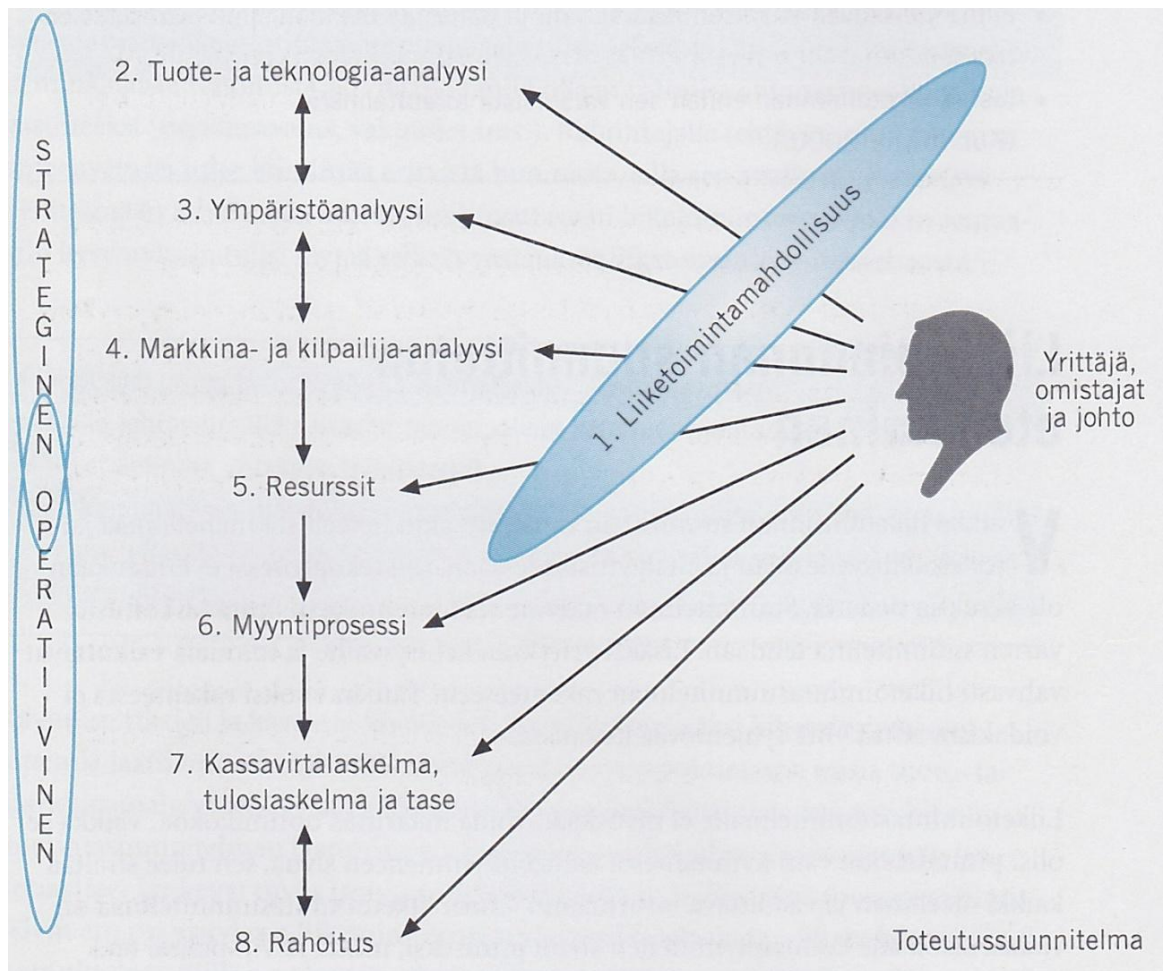 STRATEGINEN OPERATIIVINEN
2. Tuote- ja teknologia-analyysi
3. Ympäristöanalyysi
4. Markkina- ja kilpailija-analyysi
5. Resurssit
6. Myyntiprosessi
7. Kassavirtalaskelma,
tuloslaskelma ja tase
8. Rahoitus
1. Liiketoimintamahdollisuus
Yrittäjä,
omistajat
ja johto
Toteutussuunnitelma